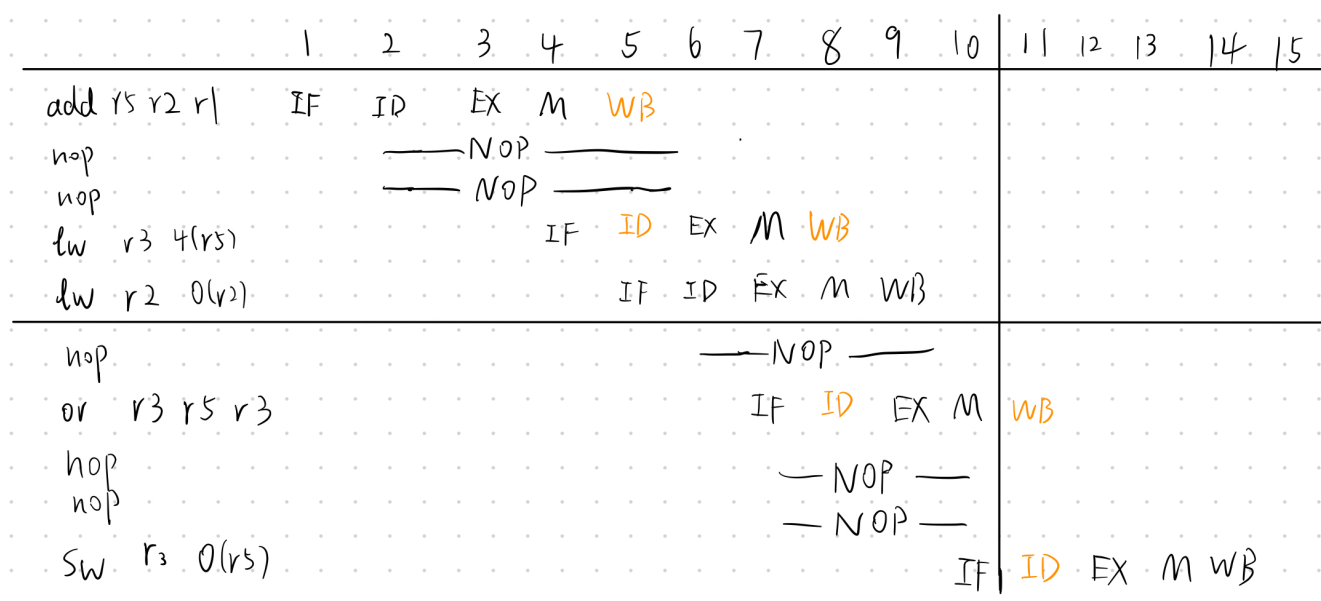 1 2 3 4 5 6 7 8 9 10 11 12 13 14 15
add r5 r2 r1 IF ID EX M WB
nop NOP
nop NOP
lw r3 4(r5) IF ID EX M WB
lw r2 0(r2) IF ID EX M WB
nop NOP
or r3 r5 r3 IF ID EX M WB
nop NOP
nop NOP
Sw r3 0(r5) IF ID EX M WB